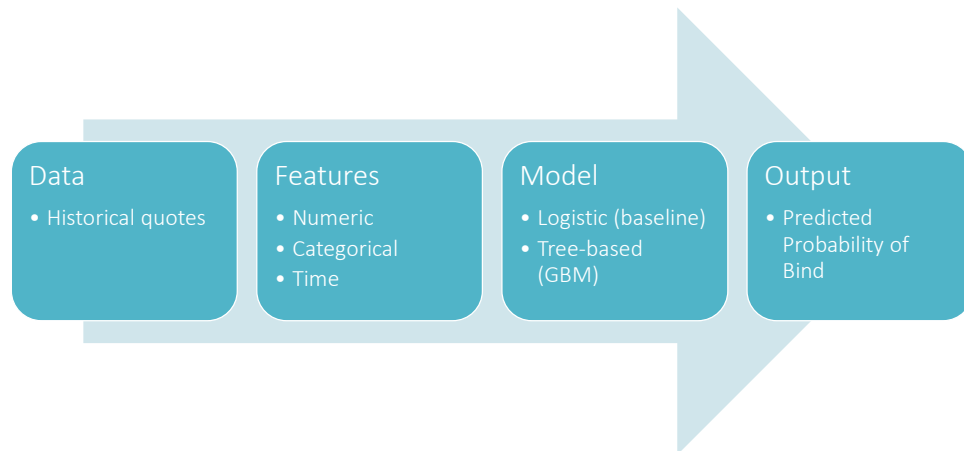 Data
• Historical quotes
Features
• Numeric
• Categorical
• Time
Model
• Logistic (baseline)
• Tree-based
(GBM)
Output
• Predicted
Probability of
Bind